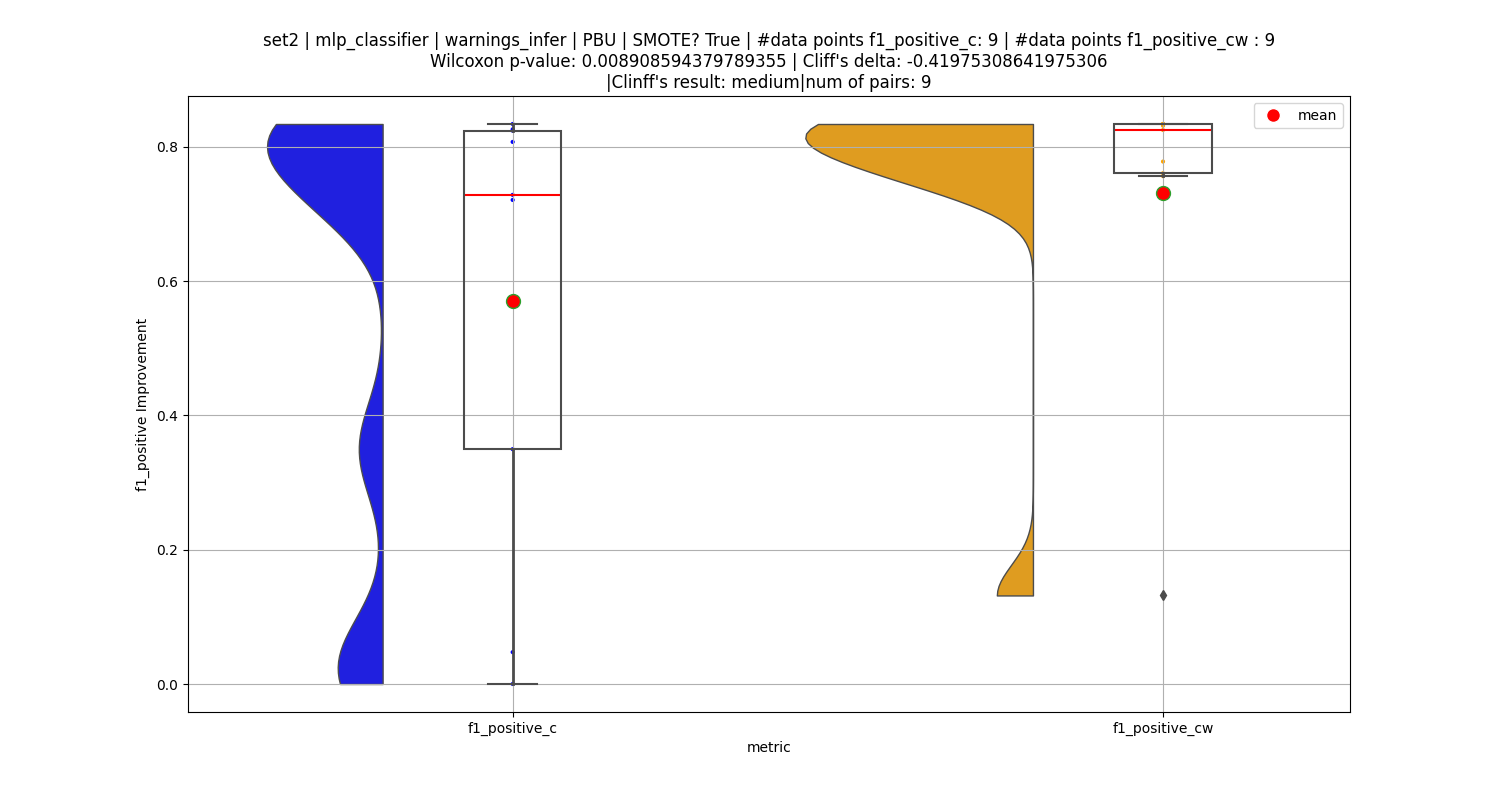 set2 | mlp_classifier | warnings_infer | PBU | SMOTE? True | #data points f1_positive_c: 9 | #data points f1_positive_cw : 9
Wilcoxon p-value: 0.008908594379789355 | Cliff's delta: -0.41975308641975306
|Clinff's result: medium|num of pairs: 9
mean
0.8
0.6
0.4
0.2
0.0
f1_positive Improvement
f1_positive_c
f1_positive_cw
metric